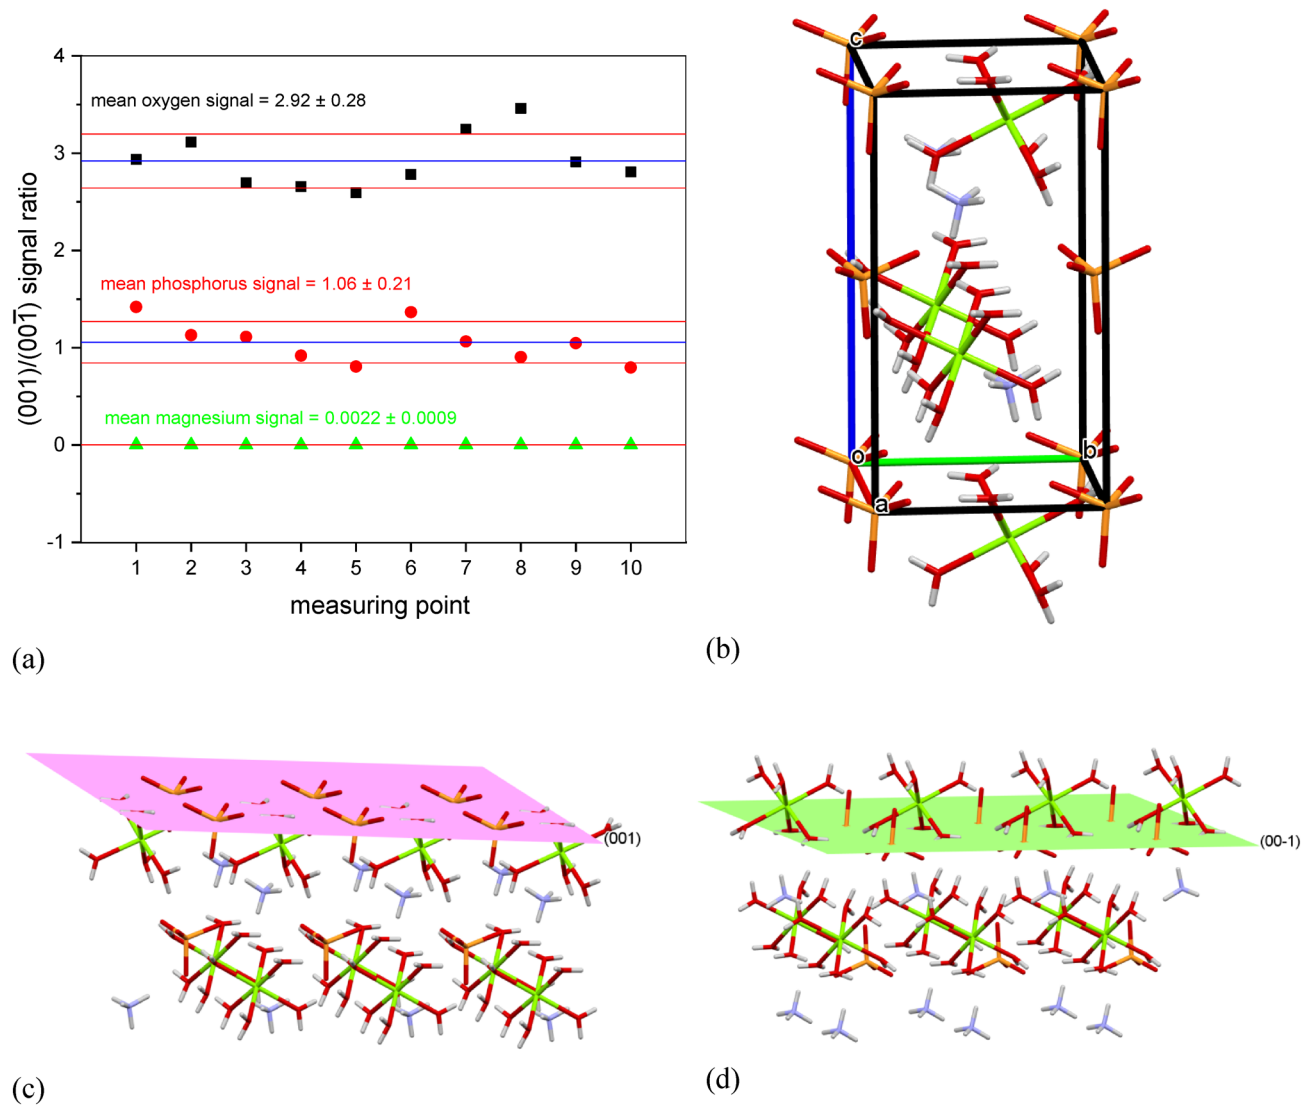 (a)
4
3
2
1
0
-1
(001)/(001̅) signal ratio
mean oxygen signal = 2.92 ± 0.28
mean phosphorus signal = 1.06 ± 0.21
mean magnesium signal = 0.0022 ± 0.0009
1 2 3 4 5 6 7 8 9 10
measuring point
(b)
c
o
b
a
(c)
(001)
(d)
(00-1)